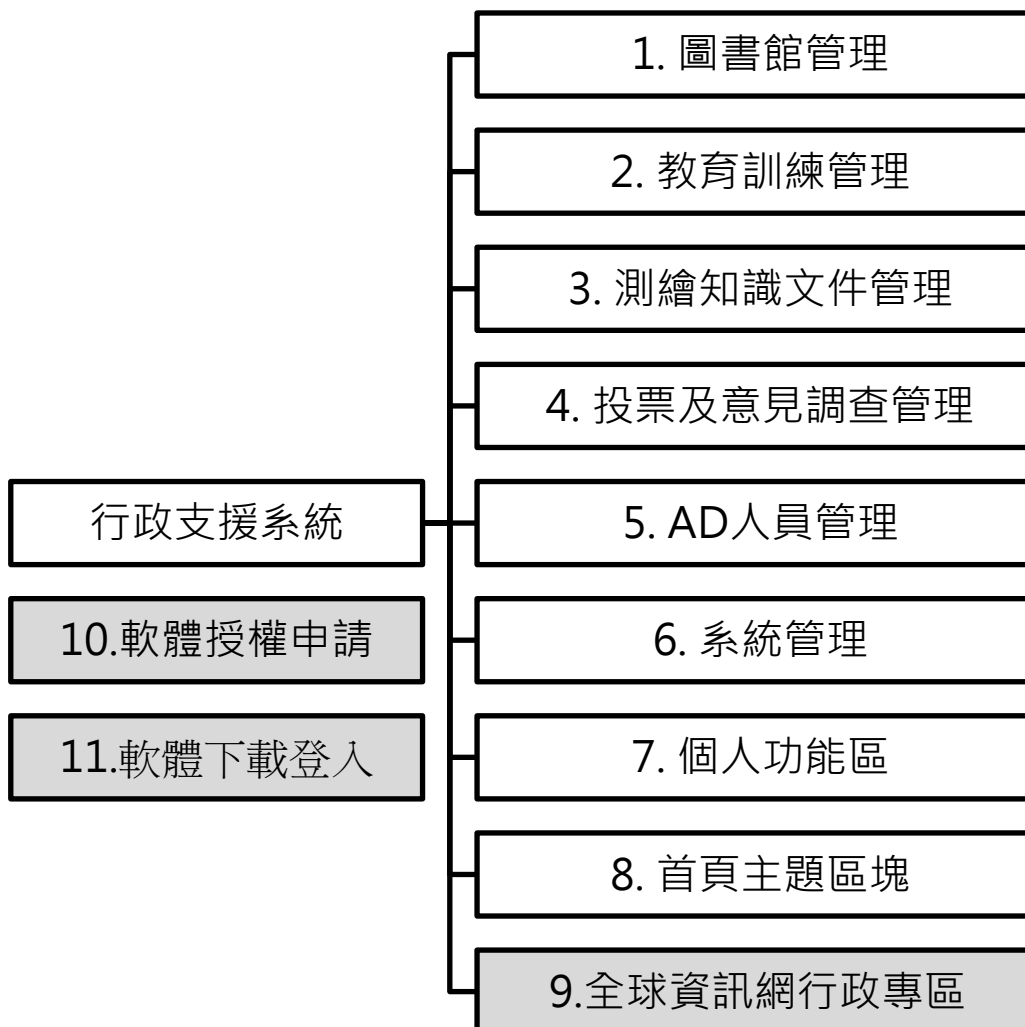 行政支援系統
10.軟體授權申請
11.軟體下載登入
1. 圖書館管理
2. 教育訓練管理
3. 測繪知識文件管理
4. 投票及意見調查管理
5. AD人員管理
6. 系統管理
7. 個人功能區
8. 首頁主題區塊
9.全球資訊網行政專區